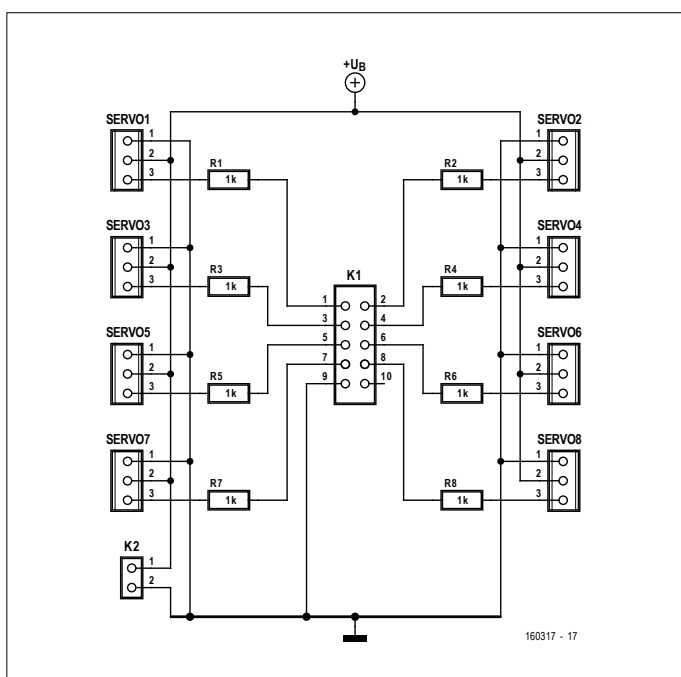 +UB
SERVO1
1
2
3
R1
1k
SERVO2
1
2
3
R2
1k
SERVO3
1
2
3
R3
1k
SERVO4
1
2
3
R4
1k
K1
1
2
3
4
5
6
7
8
9
10
SERVO5
1
2
3
R5
1k
SERVO6
1
2
3
R6
1k
SERVO7
1
2
3
R7
1k
SERVO8
1
2
3
R8
1k
K2
1
2
160317 - 17